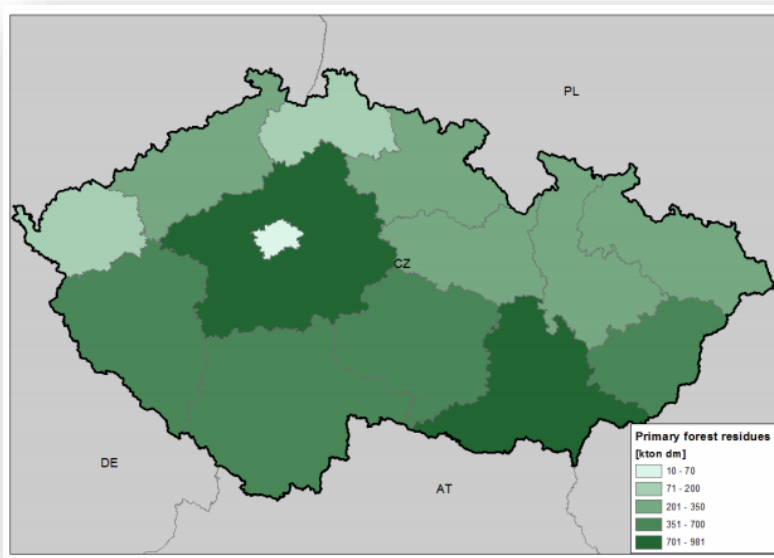 PL
CZ
DE
AT
Primary forest residues
[kton dm]
10 - 70
71 - 200
201 - 350
351 - 700
701 - 981